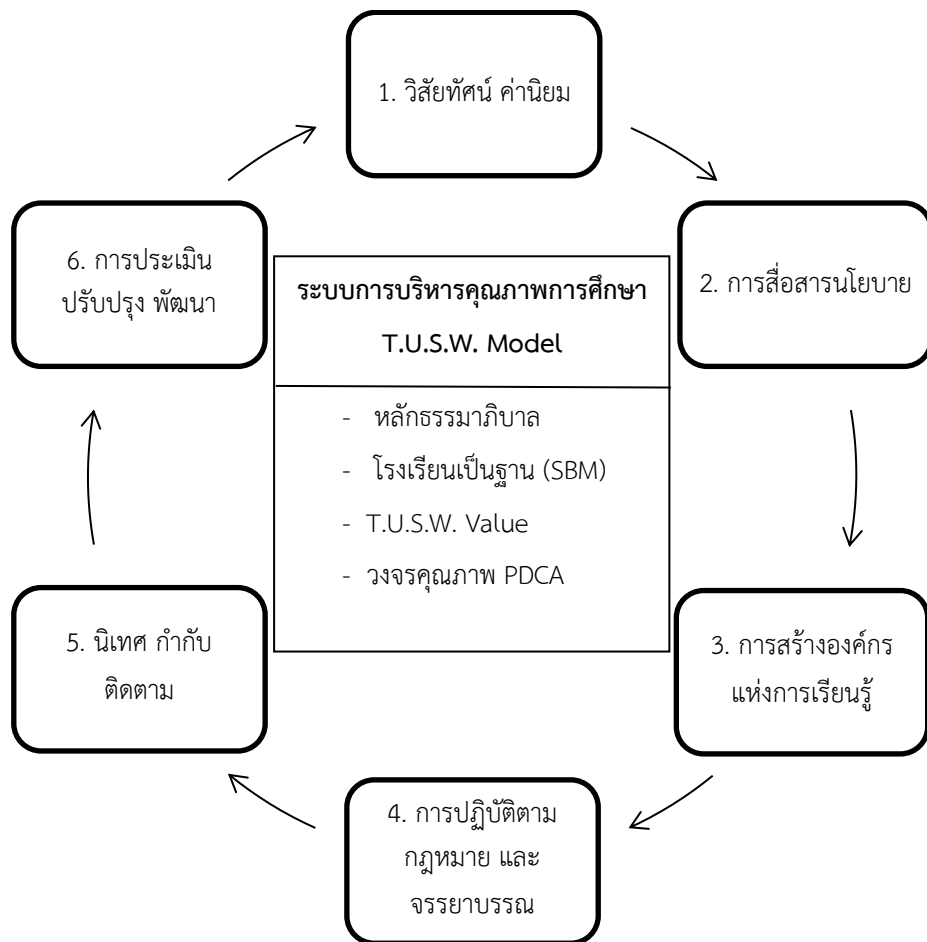 1. วิสัยทัศน์ ค่านิยม
2. การสื่อสารนโยบาย
3. การสร้างองค์กร
แห่งการเรียนรู้
4. การปฏิบัติตาม
กฎหมาย และ
จรรยาบรรณ
5. นิเทศ กำกับ
ติดตาม
6. การประเมิน
ปรับปรุง พัฒนา
ระบบการบริหารคุณภาพการศึกษา
T.U.S.W. Model
- หลักธรรมาภิบาล
- โรงเรียนเป็นฐาน (SBM)
- T.U.S.W. Value
- วงจรคุณภาพ PDCA